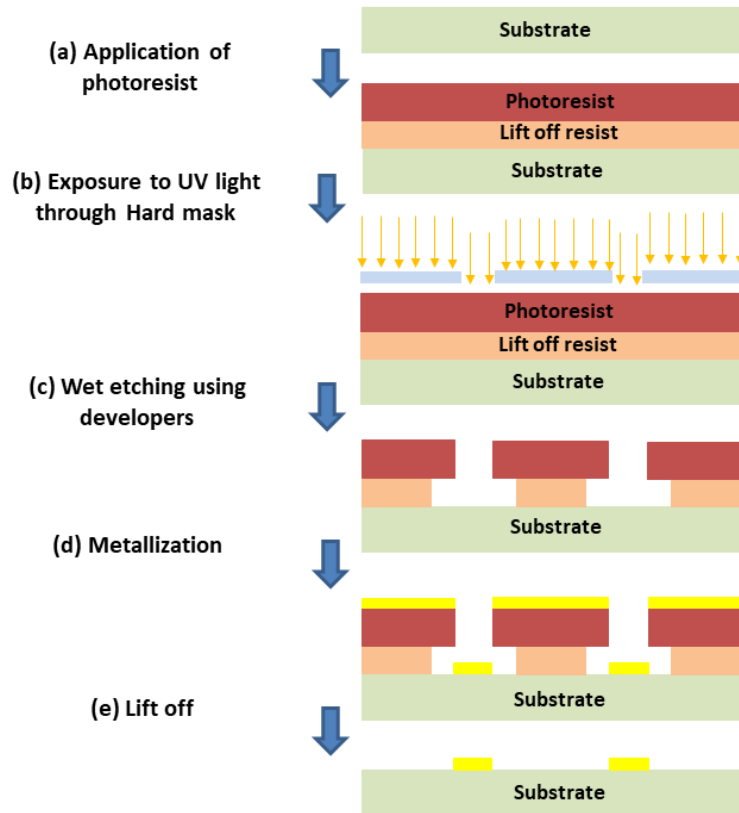 Substrate
(a) Application of
photoresist
Photoresist
Lift off resist
Substrate
(b) Exposure to UV light
through Hard mask
Photoresist
Lift off resist
Substrate
(c) Wet etching using
developers
Substrate
(d) Metallization
Substrate
(e) Lift off
Substrate